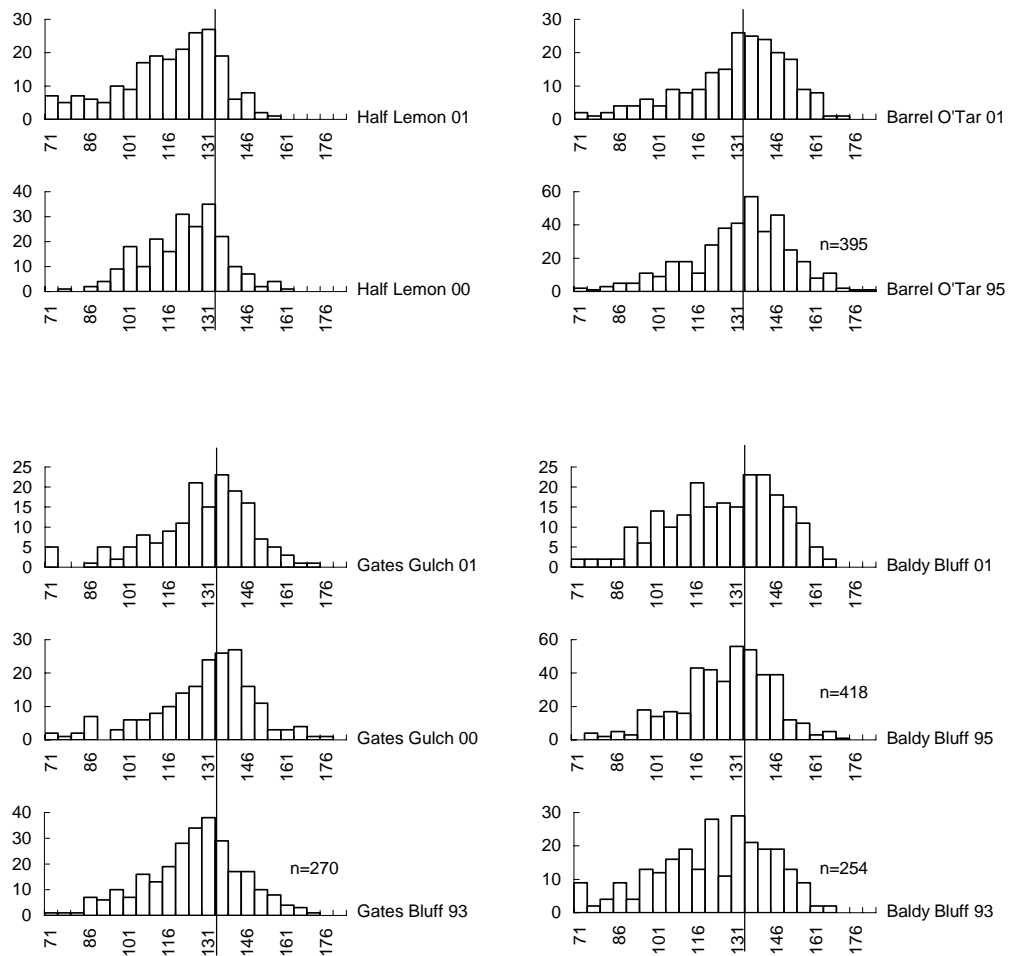 30
20
10
0
71 86 101 116 131 146 161 176
Half Lemon 01
30
20
10
0
71 86 101 116 131 146 161 176
Barrel O'Tar 01
40
30
20
10
0
71 86 101 116 131 146 161 176
Half Lemon 00
60
40
20
0
71 86 101 116 131 146 161 176
n=395
Barrel O'Tar 95
25
20
15
10
5
0
71 86 101 116 131 146 161 176
Gates Gulch 01
25
20
15
10
5
0
71 86 101 116 131 146 161 176
Baldy Bluff 01
30
20
10
0
71 86 101 116 131 146 161 176
Gates Gulch 00
60
40
20
0
71 86 101 116 131 146 161 176
n=418
Baldy Bluff 95
40
30
20
10
0
71 86 101 116 131 146 161 176
n=270
Gates Bluff 93
30
20
10
0
71 86 101 116 131 146 161 176
n=254
Baldy Bluff 93